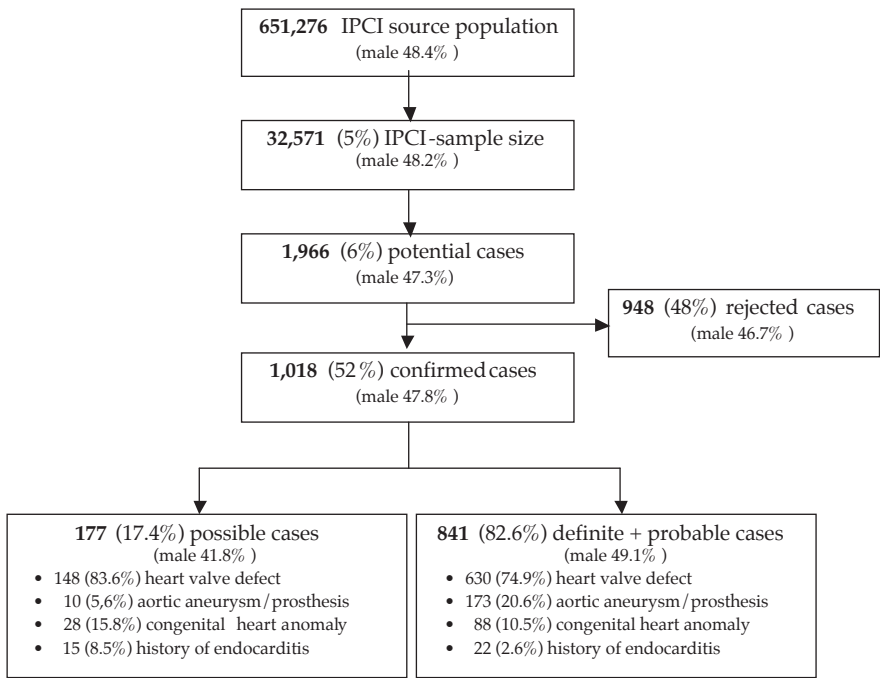 651,276 IPCI source population
(male 48.4% )
32,571 (5%) IPCI-sample size
(male 48.2% )
1,966 (6%) potential cases
(male 47.3%)
948 (48%) rejected cases
(male 46.7% )
1,018 (52%) confirmed cases
(male 47.8% )
177 (17.4%) possible cases
(male 41.8% )
• 148 (83.6%) heart valve defect
• 10 (5,6%) aortic aneurysm/prosthesis
• 28 (15.8%) congenital heart anomaly
• 15 (8.5%) history of endocarditis
841 (82.6%) definite + probable cases
(male 49.1% )
• 630 (74.9%) heart valve defect
• 173 (20.6%) aortic aneurysm/prosthesis
• 88 (10.5%) congenital heart anomaly
• 22 (2.6%) history of endocarditis